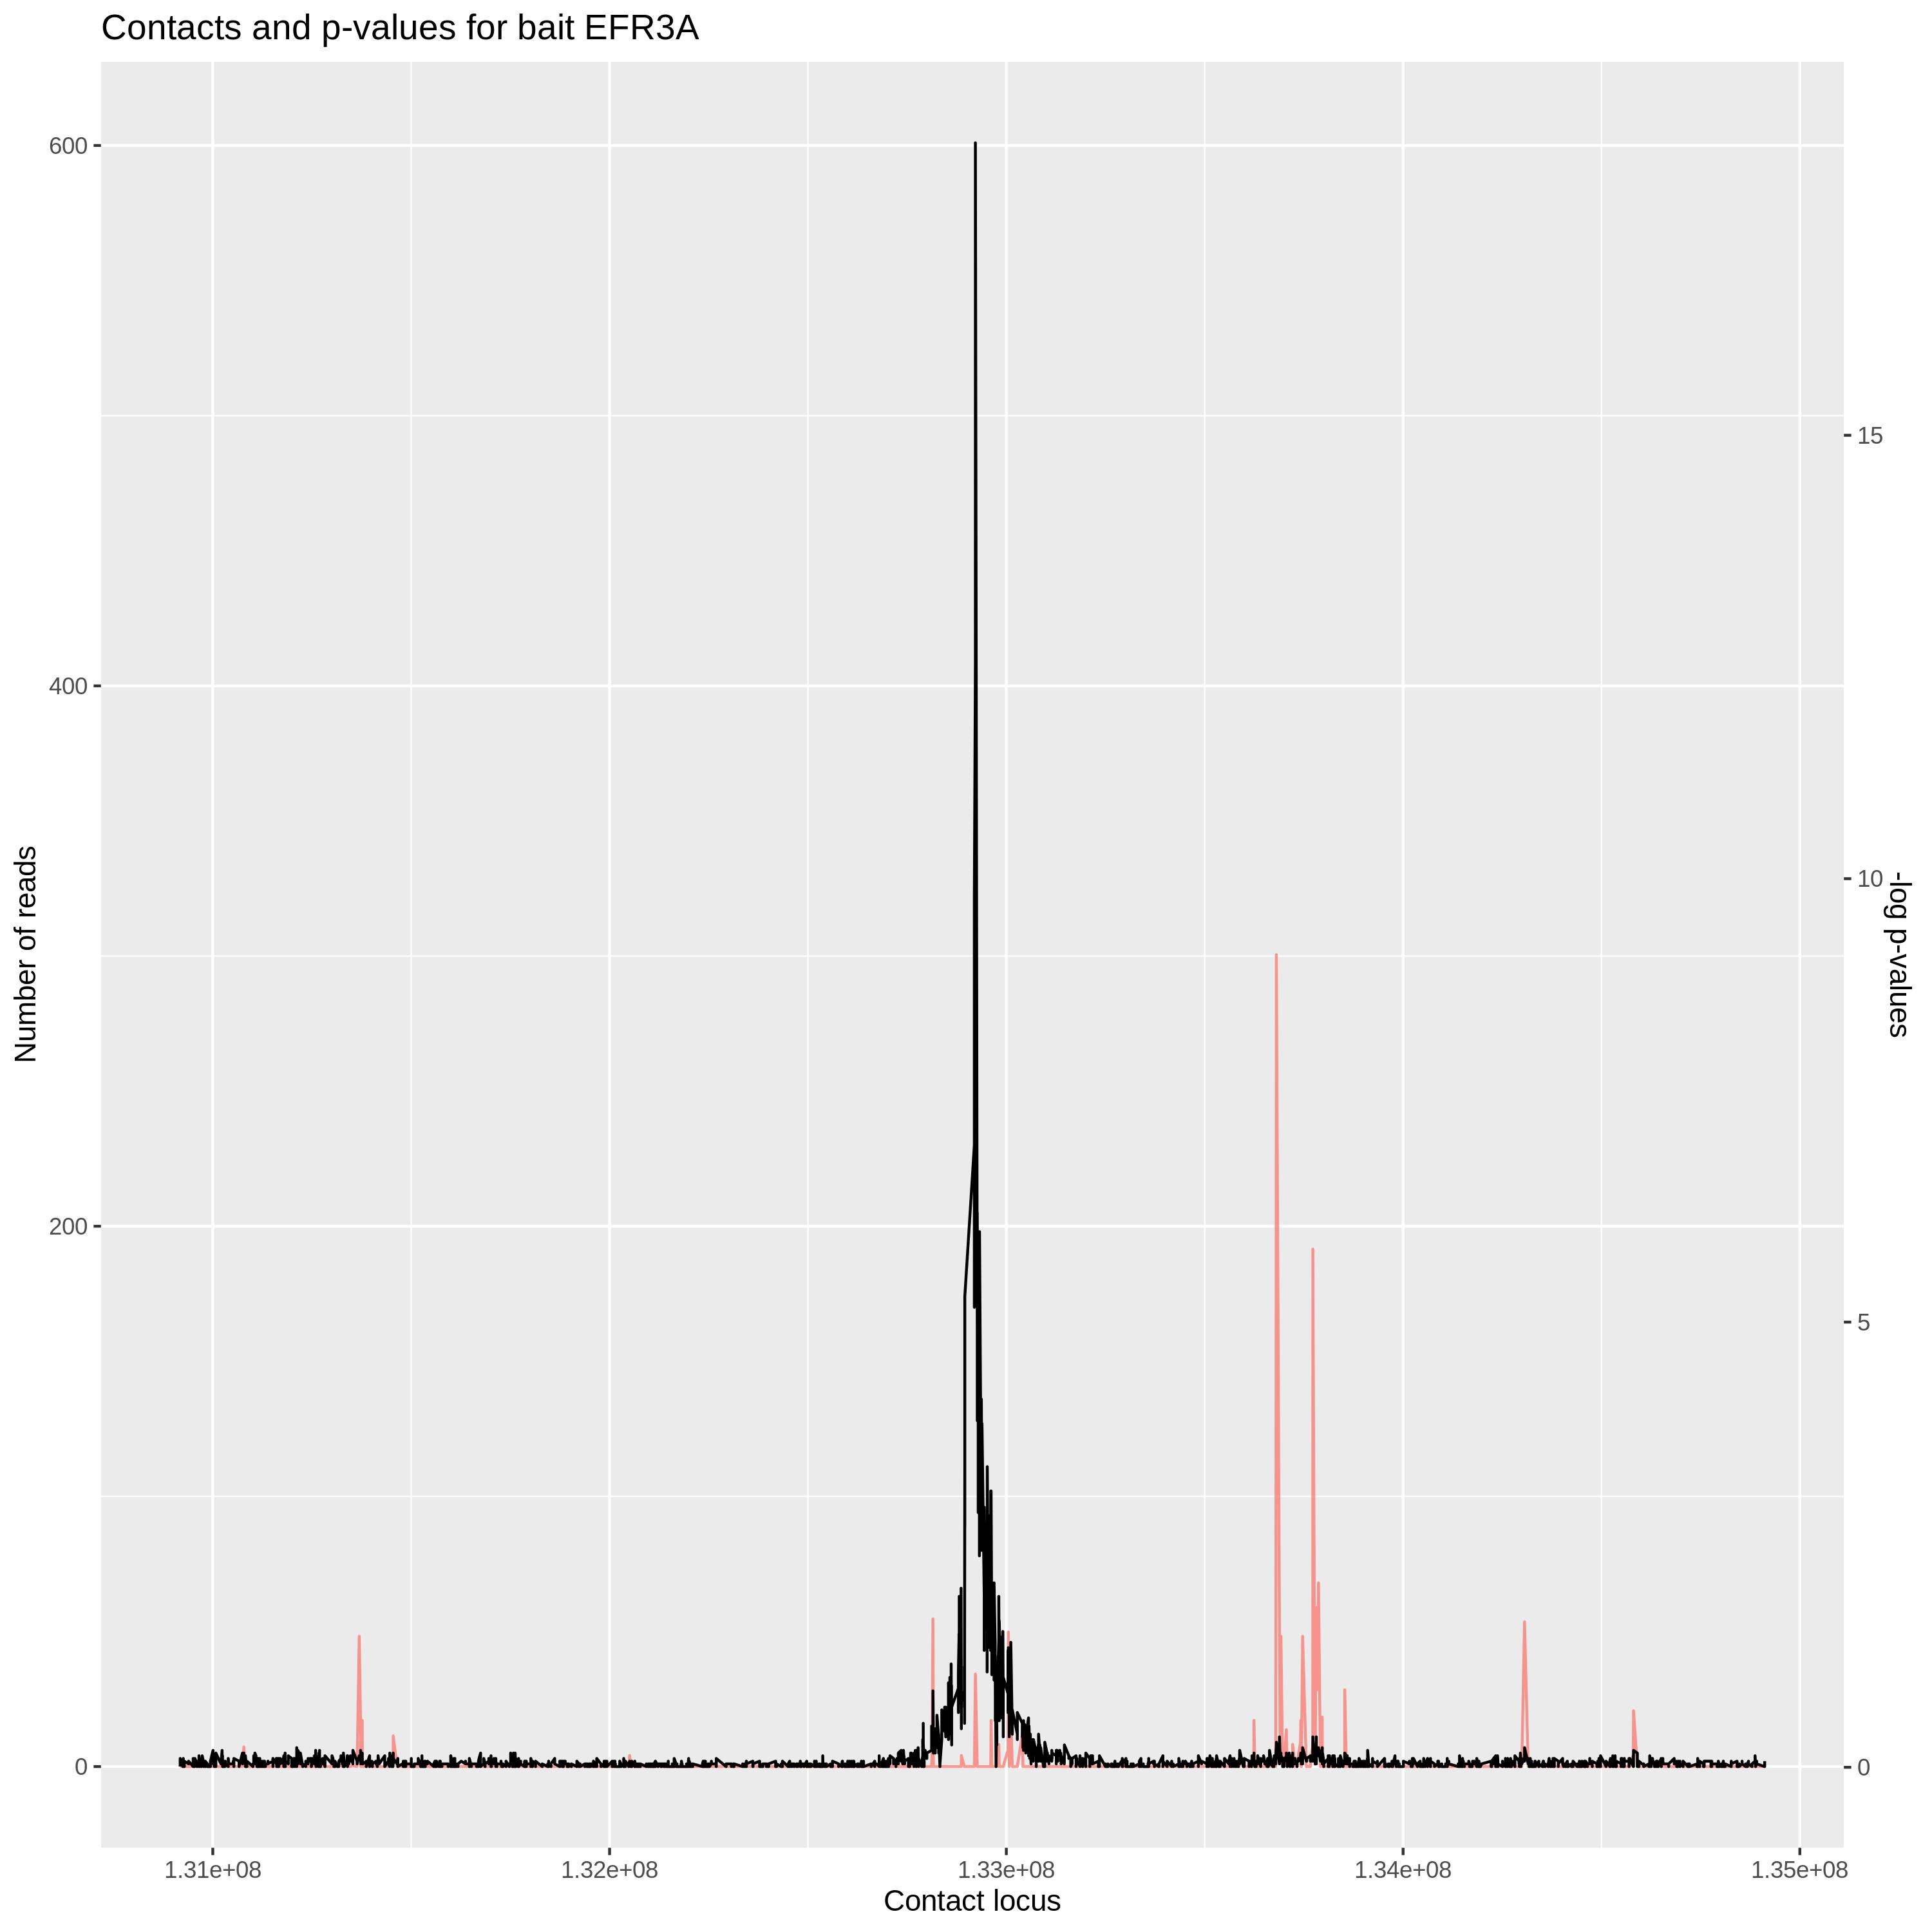 Contacts and p-values for bait EFR3A
600
400
200
0
Number of reads
15
10
5
0
-log p-values
1.31e+08 1.32e+08 1.33e+08 1.34e+08 1.35e+08
Contact locus